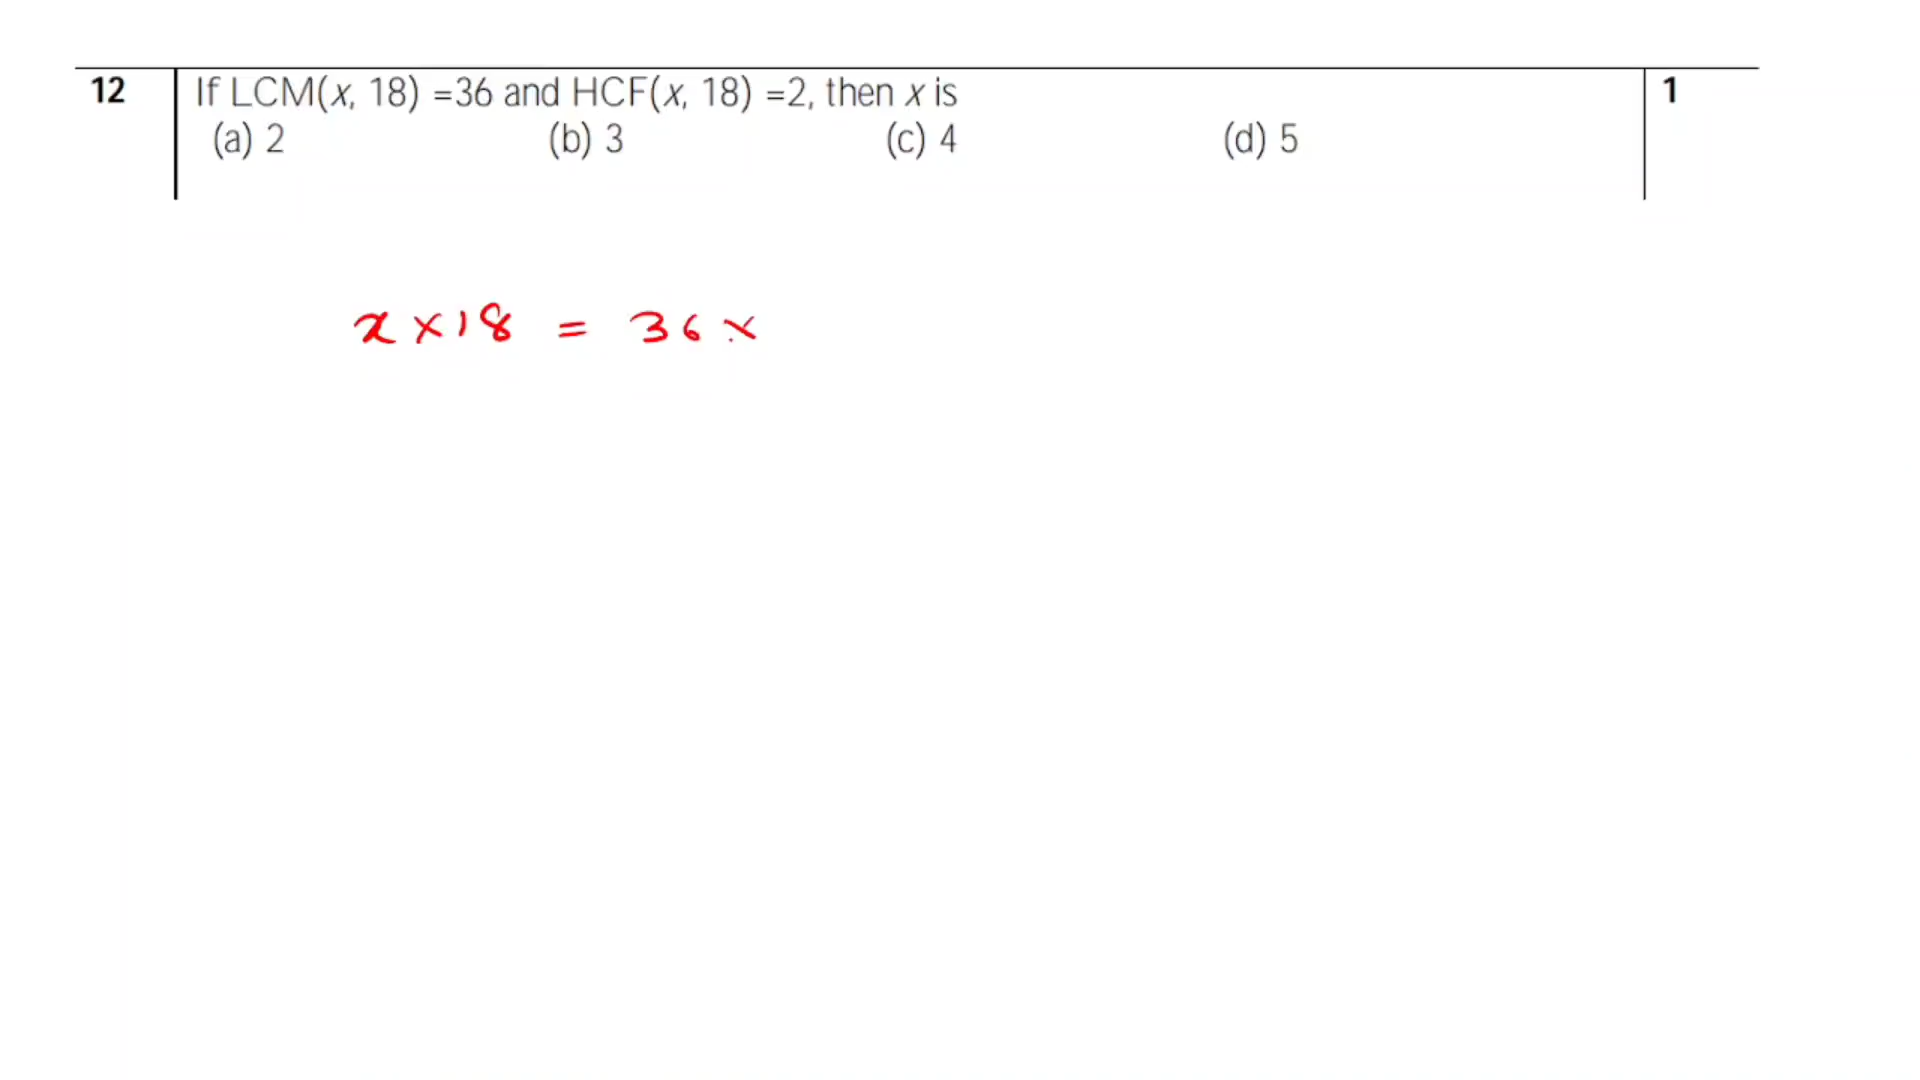 12 If LCM(x, 18) =36 and HCF(x, 18) =2, then x is 1
(a) 2 (b) 3 (c) 4 (d) 5
x × 18 = 36 ×